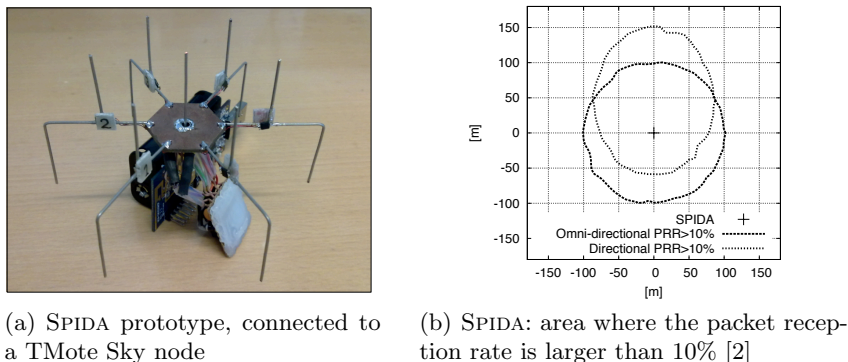 2
150
100
50
0
-50
-100
-150
[m]
SPIDA
Omni-directional PRR>10%
Directional PRR>10%
-150 -100 -50 0 50 100 150
[m]
(a) SPIDA prototype, connected to
a TMote Sky node
(b) SPIDA: area where the packet recep-
tion rate is larger than 10% [2]